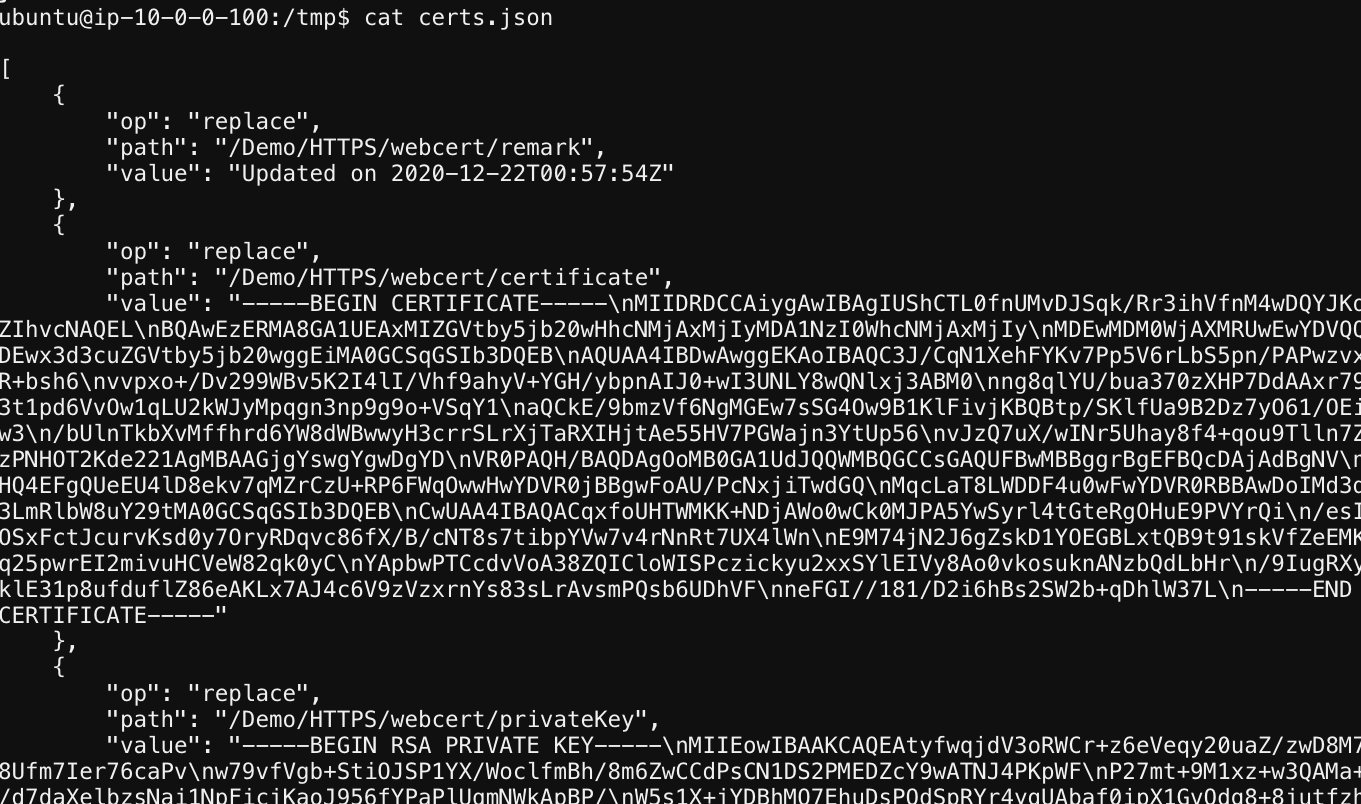 ubuntu@ip-10-0-0-100:/tmp$ cat certs.json
[
    {
        "op": "replace",
        "path": "/Demo/HTTPS/webcert/remark",
        "value": "Updated on 2020-12-22T00:57:54Z"
    },
    {
        "op": "replace",
        "path": "/Demo/HTTPS/webcert/certificate",
        "value": "-----BEGIN CERTIFICATE-----\nMIIDRDCCAiygAwIBAgIUShCTL0fnUMvDJSqk/Rr3ihVfnM4wDQYJKo
ZIhvcNAQEL\nBQAwEzERMA8GA1UEAxMIZGVtby5jb20wHhcNMjAxMjIyMDA1NzI0WhcNMjAxMjIy\nMDEwMDM0WjAXMRUwEwYDVQQ
DEwx3d3cuZGVtby5jb20wggEiMA0GCSqGSIb3DQEB\nAQUAA4IBDwAwggEKAoIBAQC3J/CqN1XehFYKv7Pp5V6rLbS5pn/PAPwzvx
R+bsh6\nvvpxo+/Dv299WBv5K2I4lI/Vhf9ahyV+YGH/ybpnAIJ0+wI3UNLY8wQNlxj3ABM0\nng8qlYU/bua370zXHP7DdAAxr79
3t1pd6VvOw1qLU2kWJyMpqgn3np9g9o+VSqY1\naQCkE/9bmzVf6NgMGEw7sSG4Ow9B1KlFivjKBQBtp/SKlfUa9B2Dz7yO61/OEi
w3\n/bUlnTkbXvMffhrd6YW8dWBwwyH3crrSLrXjTaRXIHjtAe55HV7PGWajn3YtUp56\nvJzQ7uX/wINr5Uhay8f4+qou9Tlln7Z
zPNHOT2Kde221AgMBAAGjgYswgYgwDgYD\nVR0PAQH/BAQDAgOoMB0GA1UdJQQWMBQGCCsGAQUFBwMBBggrBgEFBQcDAjAdBgNV\n
HQ4EFgQUeEU4lD8ekv7qMZrCzU+RP6FWqOwwHwYDVR0jBBgwFoAU/PcNxjiTwdGQ\nMqcLaT8LWDDF4u0wFwYDVR0RBBAwDoIMd3d
3LmRlbW8uY29tMA0GCSqGSIb3DQEB\nCwUAA4IBAQACqxfoUHTWMKK+NDjAWo0wCk0MJPA5YwSyrl4tGteRgOHuE9PVYrQi\n/esI
OSxFctJcurvKsd0y7OryRDqvc86fX/B/cNT8s7tibpYVw7v4rNnRt7UX4lWn\nE9M74jN2J6gZskD1YOEGBLxtQB9t91skVfZeEMK
q25pwrEI2mivuHCVeW82qk0yC\nYApbwPTCcdvVoA38ZQICloWISPczickyu2xxSYlEIVy8Ao0vkosuknANzbQdLbHr\n/9IugRXy
klE31p8ufduflZ86eAKLx7AJ4c6V9zVzxrnYs83sLrAvsmPQsb6UDhVF\nneFGI//181/D2i6hBs2SW2b+qDhlW37L\n-----END
CERTIFICATE-----"
    },
    {
        "op": "replace",
        "path": "/Demo/HTTPS/webcert/privateKey",
        "value": "-----BEGIN RSA PRIVATE KEY-----\nMIIEowIBAAKCAQEAtyfwqjdV3oRWCr+z6eVeqy20uaZ/zwD8M7
8Ufm7Ier76caPv\nw79vfVgb+StiOJSP1YX/WoclfmBh/8m6ZwCCdPsCN1DS2PMEDZcY9wATNJ4PKpWF\nP27mt+9M1xz+w3QAMa+
/d7daXelbzsNai1NpFicjKaoJ956fYPaPlUqmNWkApBP/\nW5s1X+jYDBhMO7EhuDsPQdSpRYr4ygUAbaf0ipX1GvQdg8+8jutfzh